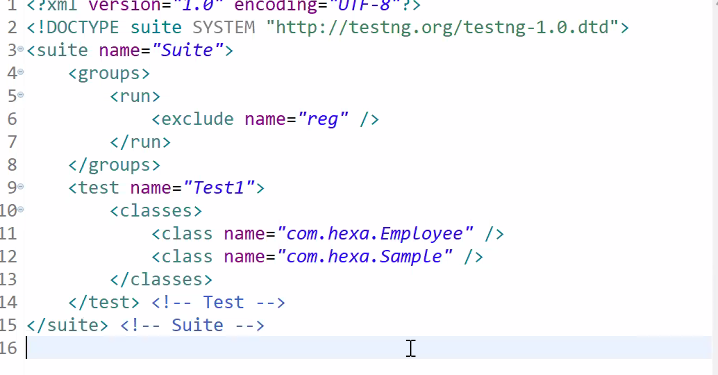 1 <?xml version="1.0" encoding="UTF-8"?>
2 <!DOCTYPE suite SYSTEM "http://testng.org/testng-1.0.dtd">
3 <suite name="Suite">
4     <groups>
5         <run>
6             <exclude name="reg" />
7         </run>
8     </groups>
9     <test name="Test1">
10         <classes>
11             <class name="com.hexa.Employee" />
12             <class name="com.hexa.Sample" />
13         </classes>
14     </test> <!-- Test -->
15 </suite> <!-- Suite -->
16